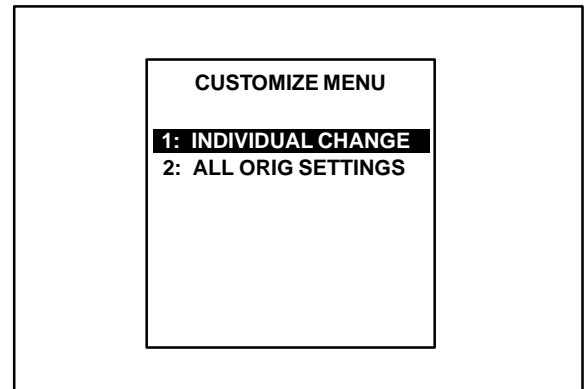 CUSTOMIZE MENU
1: INDIVIDUAL CHANGE
2: ALL ORIG SETTINGS